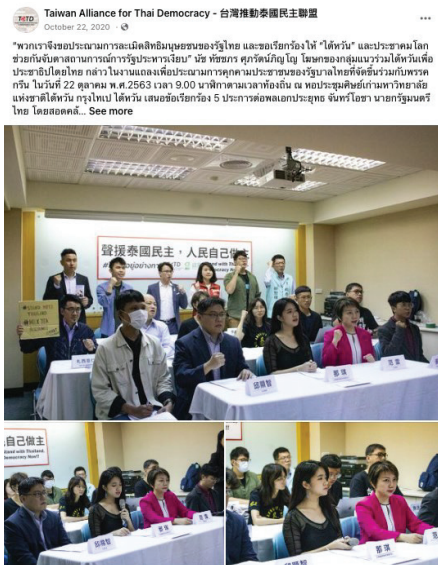 Taiwan Alliance for Thai Democracy - 台灣推動泰國民主聯盟
October 22, 2020
"พวกเราจึงขอประณามการละเมิดสิทธิมนุษยชนของรัฐไทย และขอเรียกร้องให้ "ไต้หวัน" และประชาคมโลก
ช่วยกันจับตาสถานการณ์การรัฐประหารเงียบ" นัช ทัชชภร ศุภรัตน์ภิญโญ โฆษกของกลุ่มแนวร่วมไต้หวันเพื่อ
ประชาธิปไตยไทย กล่าวในงานแถลงเพื่อประณามการคุกคามประชาชนของรัฐบาลไทยที่จัดขึ้นร่วมกับพรรค
กรีน ในวันที่ 22 ตุลาคม พ.ศ.2563 เวลา 9.00 นาฬิกาตามเวลาท้องถิ่น ณ หอประชุมศิษย์เก่ามหาวิทยาลัย
แห่งชาติไต้หวัน กรุงไทเป ไต้หวัน เสนอข้อเรียกร้อง 5 ประการต่อพลเอกประยุทธ์ จันทร์โอชา นายกรัฐมนตรี
ไทย โดยสอดคล้... See more
聲援泰國民主，人民自己做主
邱顯智
那琪
自己做主
邱顯智
那琪
那琪